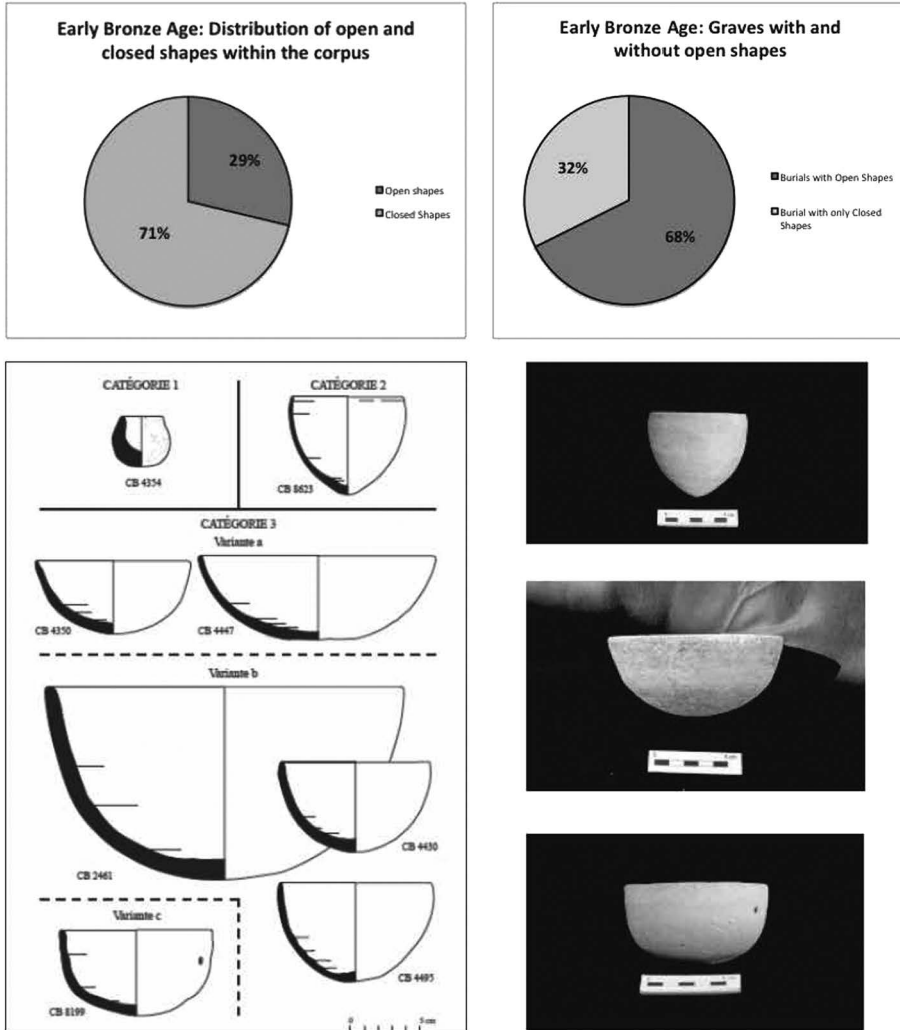 Early Bronze Age: Distribution of open and
closed shapes within the corpus
29%
71%
Open shapes
Closed Shapes
Early Bronze Age: Graves with and
without open shapes
32%
68%
Burials with Open Shapes
Burial with only Closed
Shapes
CATÉGORIE 1
CB 4354
CATÉGORIE 2
CB 8623
CATÉGORIE 3
Variante a
CB 4350
CB 4447
Variante b
CB 2461
CB 4430
CB 4495
Variante c
CB 8199
0 5 cm